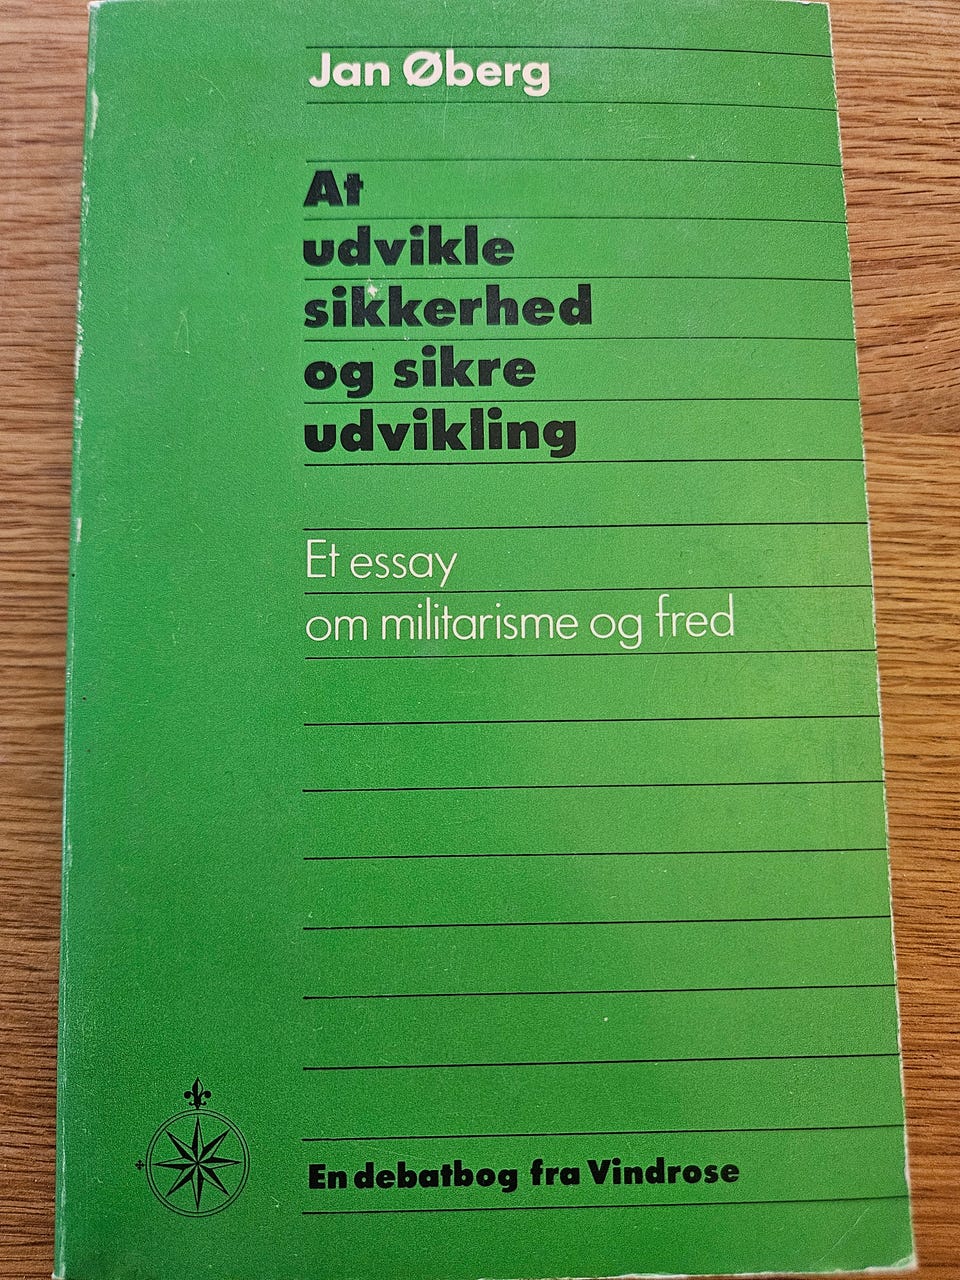 Jan Øberg
At
udvikle
sikkerhed
og sikre
udvikling
Et essay
om militarisme og fred
En debatbog fra Vindrose